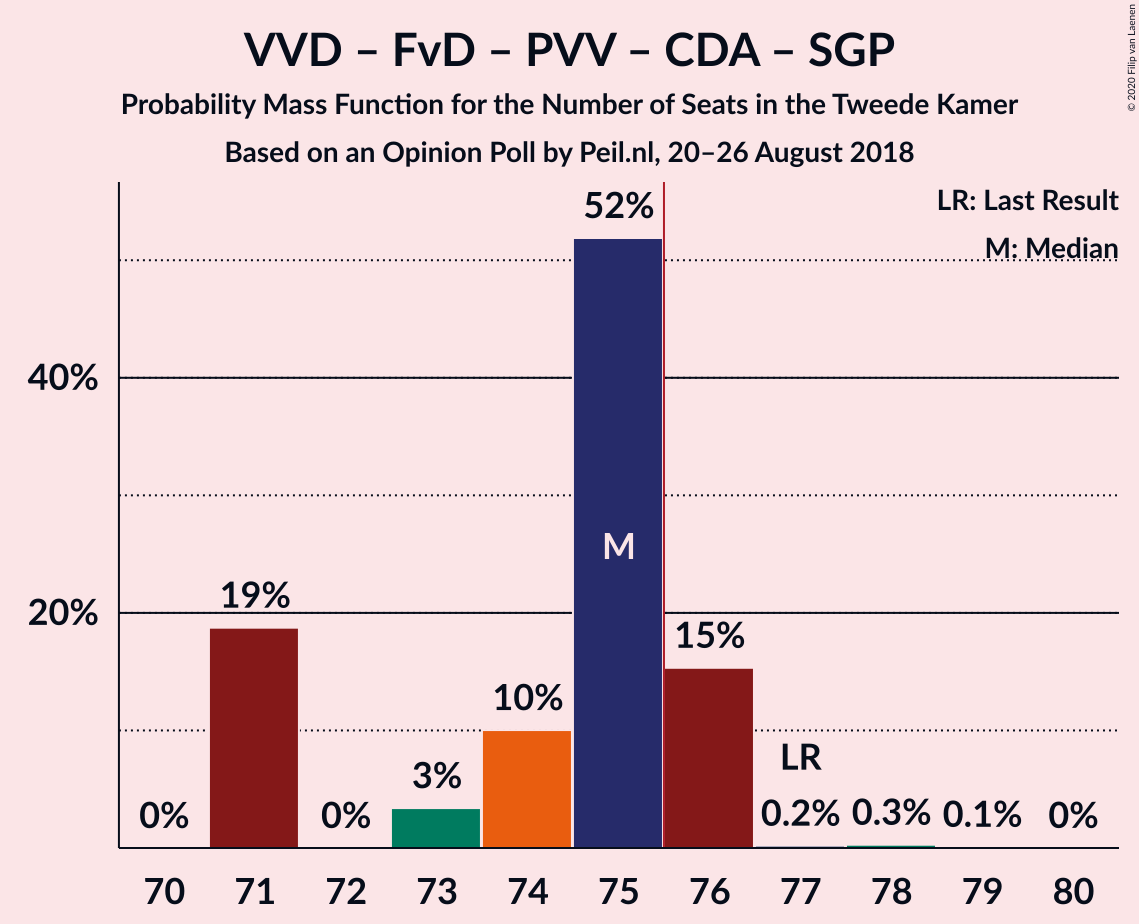 VVD – FvD – PVV – CDA – SGP
Probability Mass Function for the Number of Seats in the Tweede Kamer
Based on an Opinion Poll by Peil.nl, 20–26 August 2018
© 2020 Filip van Laenen
LR: Last Result
M: Median
40%
20%
0%
19%
0%
3%
10%
52%
M
15%
LR
0.2%
0.3%
0.1%
0%
70 71 72 73 74 75 76 77 78 79 80